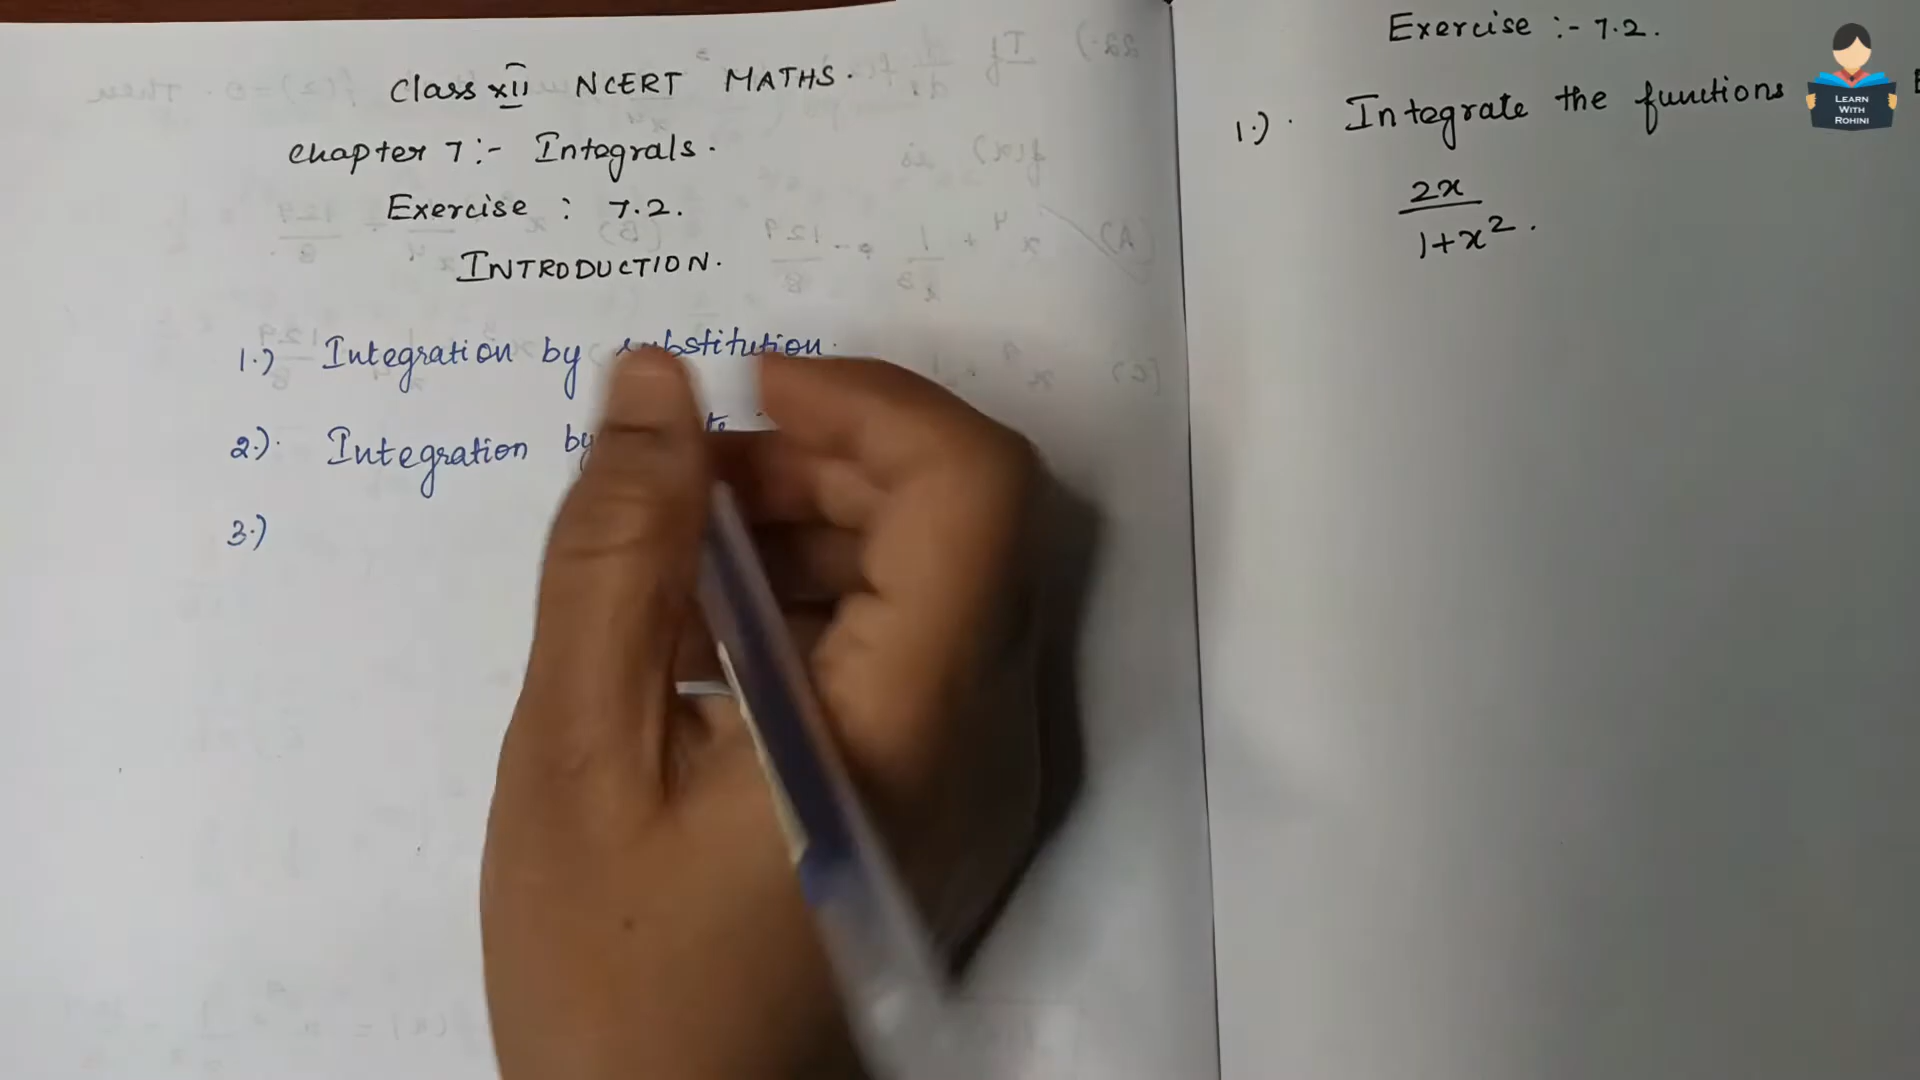 Class XII NCERT MATHS.
Chapter 7:- Integrals.
Exercise : 7.2.
INTRODUCTION.
1.) Integration by substitution.
2.) Integration by
3.)
Exercise :- 7.2.
1.) Integrate the functions
2x
1+x².
LEARN
WITH
ROHINI